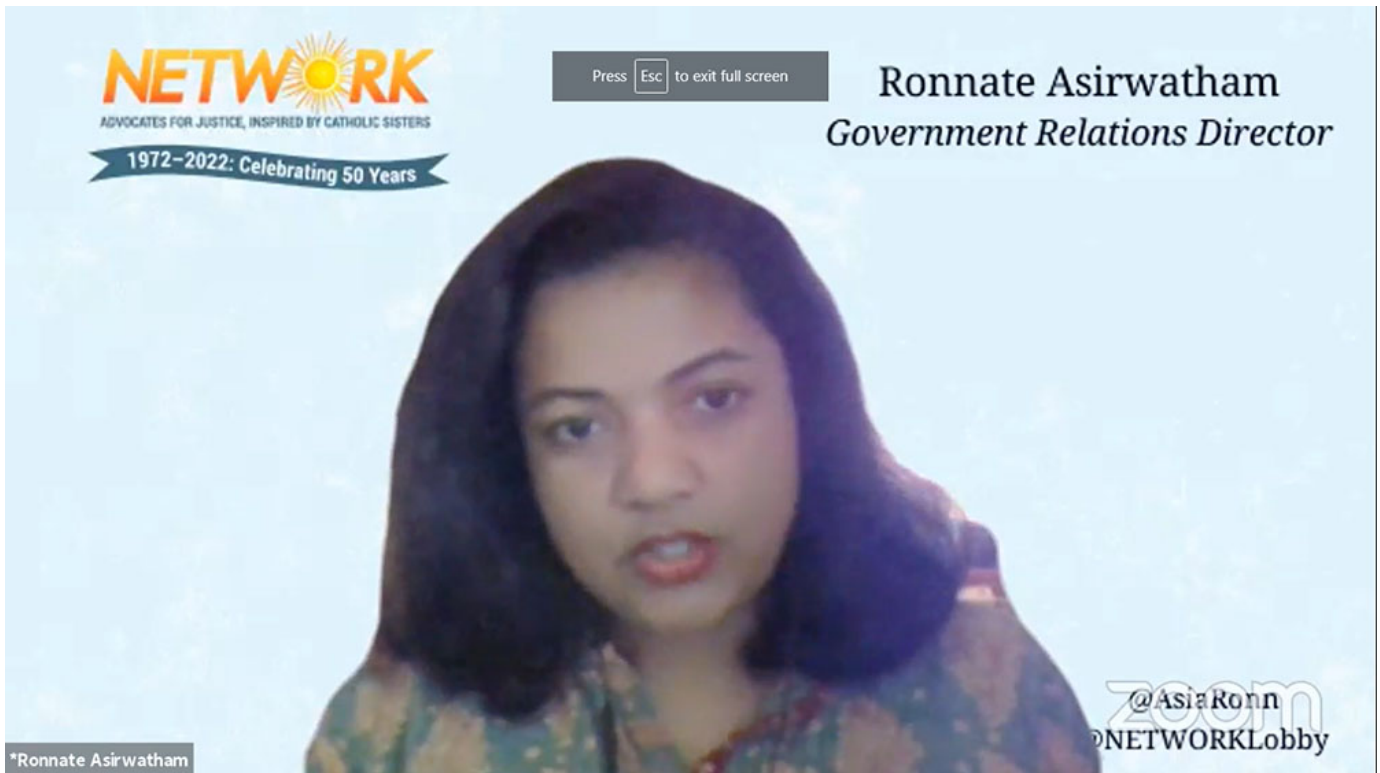 NETWORK
ADVOCATES FOR JUSTICE, INSPIRED BY CATHOLIC SISTERS
1972–2022: Celebrating 50 Years
Press Esc to exit full screen
Ronnate Asirwatham
Government Relations Director
@AsiaRonn
zoom
@NETWORKLobby
*Ronnate Asirwatham